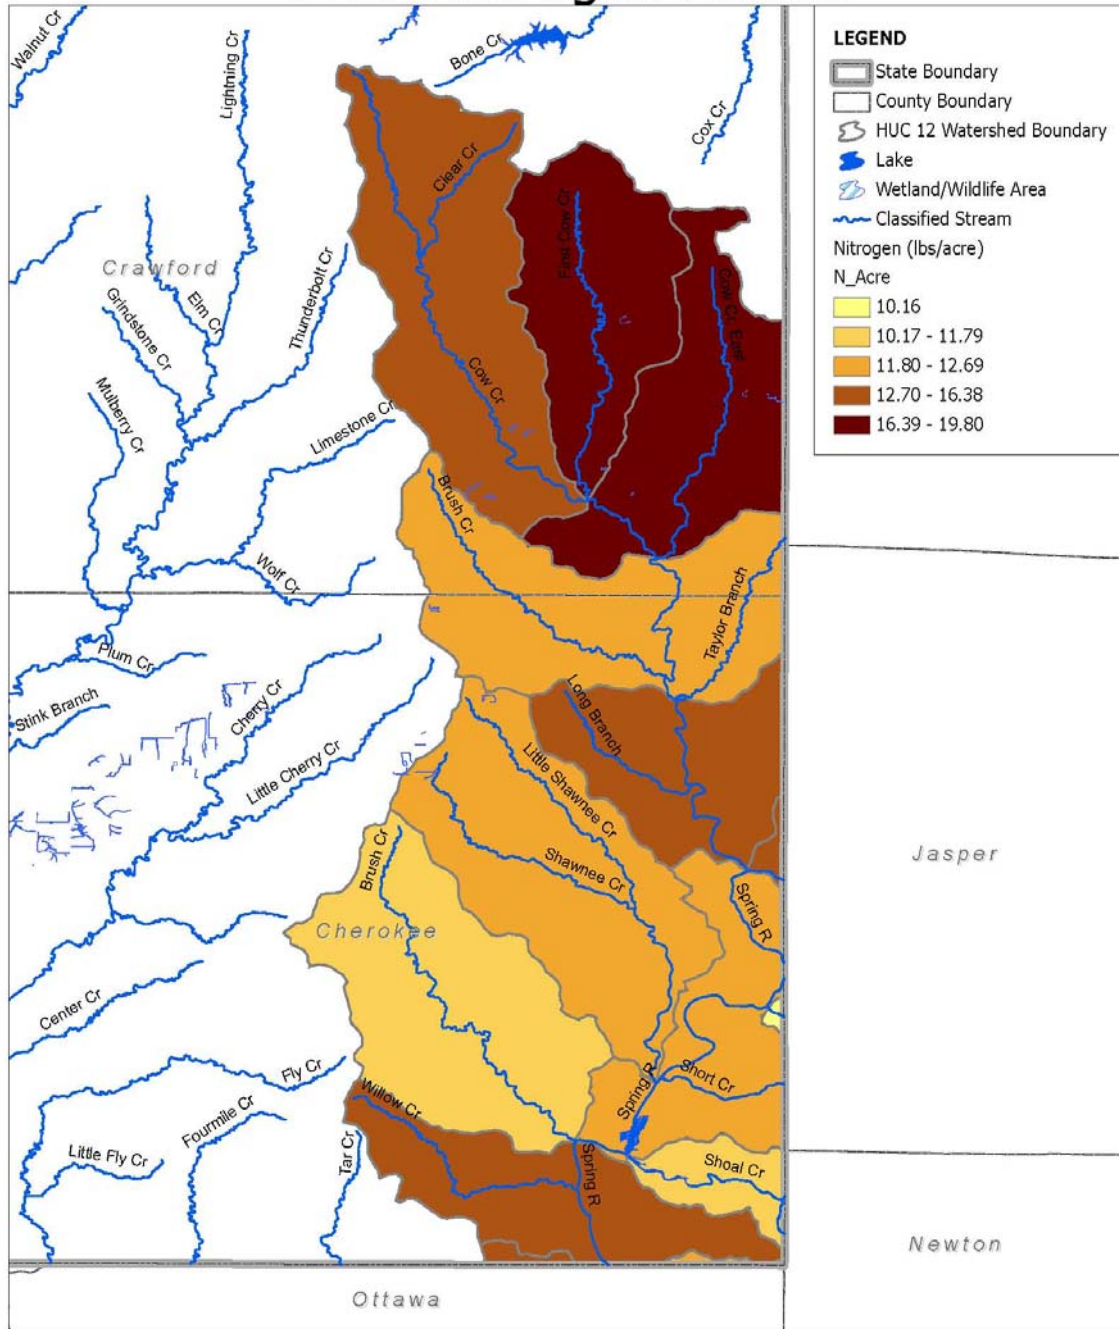 Walnut Cr
Lightning Cr
Bone Cr
Cox Cr
Clear Cr
First Cow Cr
Crawford
Elm Cr
Thunderbolt Cr
Cow Cr, East
Grindstone Cr
Mulberry Cr
Cow Cr
Limestone Cr
Brush Cr
Wolf Cr
Taylor Branch
Plum Cr
Stink Branch
Cherry Cr
Long Branch
Little Cherry Cr
Little Shawnee Cr
Brush Cr
Shawnee Cr
Spring R
Cherokee
Center Cr
Fly Cr
Short Cr
Spring R
Willow Cr
Fourmile Cr
Little Fly Cr
Tar Cr
Spring R
Shoal Cr
Ottawa
LEGEND
State Boundary
County Boundary
HUC 12 Watershed Boundary
Lake
Wetland/Wildlife Area
Classified Stream
Nitrogen (lbs/acre)
N_Acre
10.16
10.17 - 11.79
11.80 - 12.69
12.70 - 16.38
16.39 - 19.80
Jasper
Newton